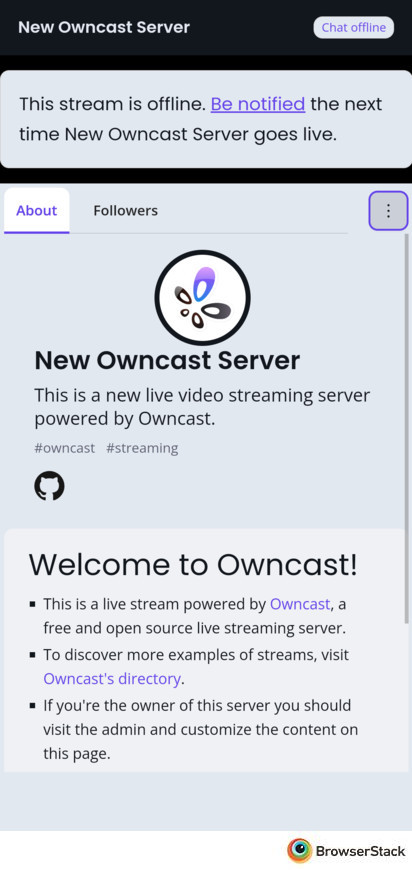 New Owncast Server
Chat offline
This stream is offline. Be notified the next
time New Owncast Server goes live.
About
Followers
New Owncast Server
This is a new live video streaming server
powered by Owncast.
#owncast #streaming
Welcome to Owncast!
This is a live stream powered by Owncast, a
free and open source live streaming server.
To discover more examples of streams, visit
Owncast's directory.
If you're the owner of this server you should
visit the admin and customize the content on
this page.
BrowserStack